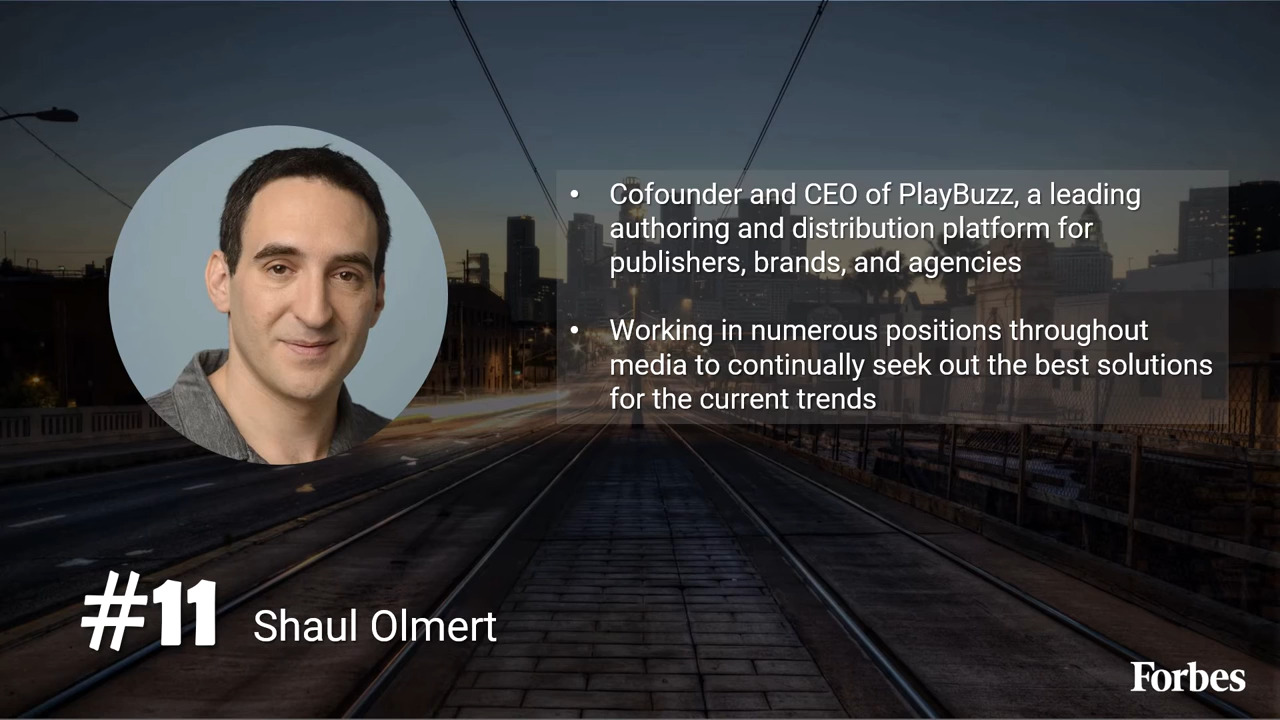 • Cofounder and CEO of PlayBuzz, a leading
authoring and distribution platform for
publishers, brands, and agencies
• Working in numerous positions throughout
media to continually seek out the best solutions
for the current trends
#11 Shaul Olmert
Forbes